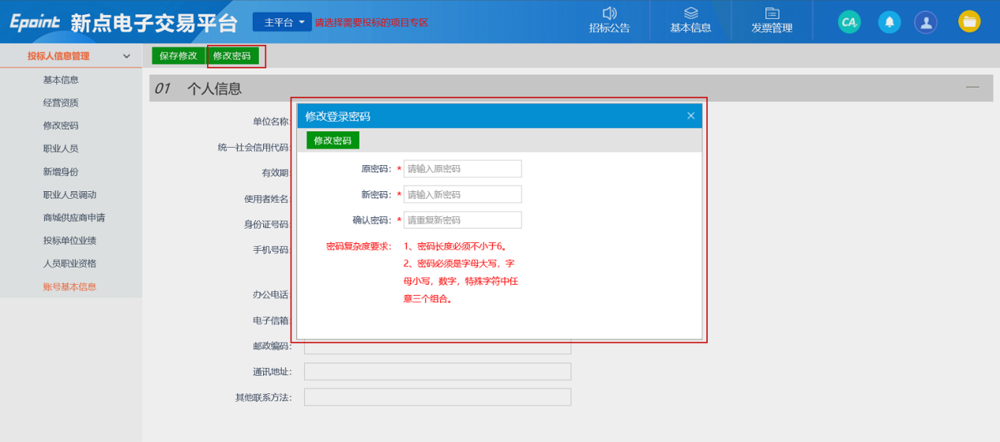 Epoint 新点电子交易平台
主平台
请选择需要投标的项目专区
招标公告
基本信息
发票管理
CA
投标人信息管理
基本信息
经营资质
修改密码
职业人员
新增身份
职业人员调动
商城供应商申请
投标单位业绩
人员职业资格
账号基本信息
保存修改
修改密码
01 个人信息
单位名称:
统一社会信用代码:
有效期:
使用者姓名:
身份证号码:
手机号码:
办公电话:
电子信箱:
邮政编码:
通讯地址:
其他联系方法:
修改登录密码
修改密码
原密码: * 请输入原密码
新密码: * 请输入新密码
确认密码: * 请重复新密码
密码复杂度要求: 1、密码长度必须不小于6。
2、密码必须是字母大写，字
母小写，数字，特殊字符中任
意三个组合。